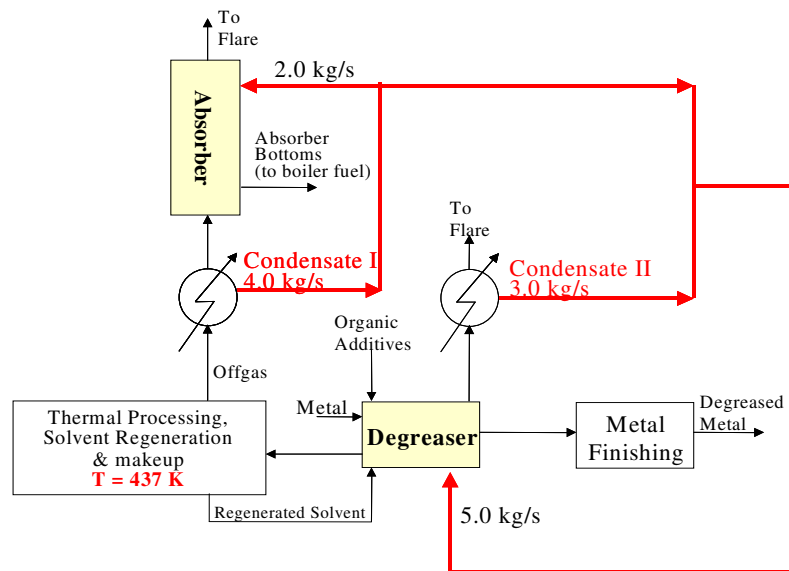 To
Flare
2.0 kg/s
Absorber
Absorber
Bottoms
(to boiler fuel)
To
Flare
Condensate I
4.0 kg/s
Condensate II
3.0 kg/s
Organic
Additives
Offgas
Thermal Processing,
Solvent Regeneration
& makeup
T = 437 K
Metal
Degreaser
Metal
Finishing
Degreased
Metal
Regenerated Solvent
5.0 kg/s